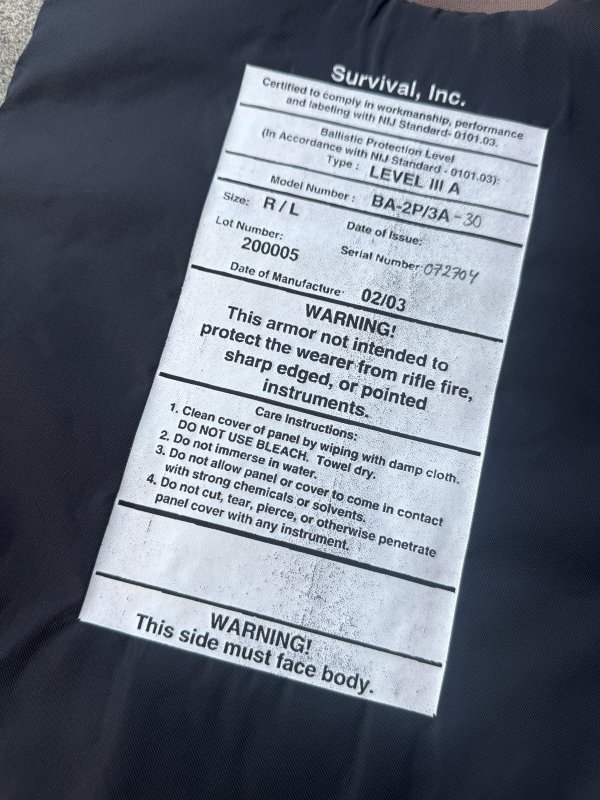 Survival, Inc.
Certified to comply in workmanship, performance
and labeling with NIJ Standard- 0101.03.
Ballistic Protection Level
(In Accordance with NIJ Standard - 0101.03):
Type : LEVEL III A
Model Number : BA-2P/3A -30
Size: R / L
Date of Issue:
Lot Number:
200005
Serial Number: 072704
Date of Manufacture: 02/03
WARNING!
This armor not intended to
protect the wearer from rifle fire,
sharp edged, or pointed
instruments.
Care Instructions:
1. Clean cover of panel by wiping with damp cloth.
DO NOT USE BLEACH. Towel dry.
2. Do not immerse in water.
3. Do not allow panel or cover to come in contact
with strong chemicals or solvents.
4. Do not cut, tear, pierce, or otherwise penetrate
panel cover with any instrument.
WARNING!
This side must face body.